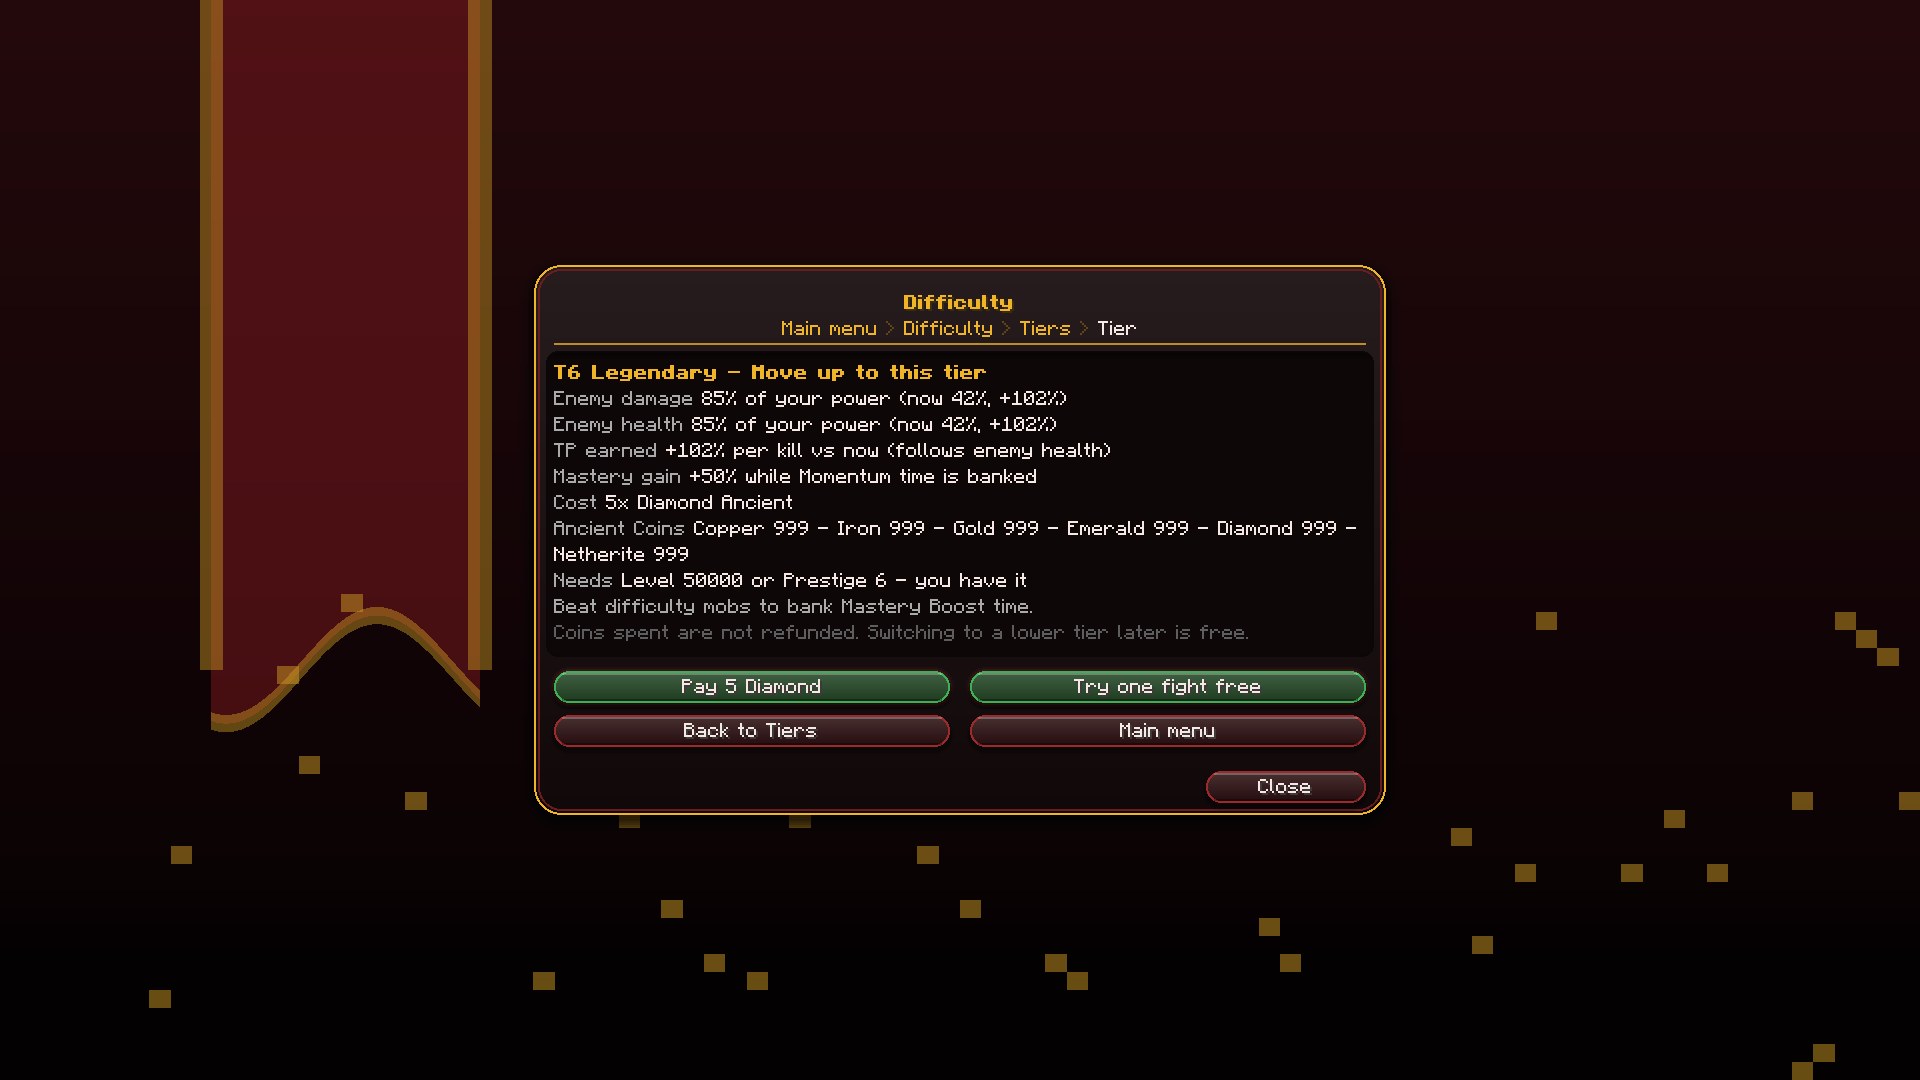 Difficulty
Main menu > Difficulty > Tiers > Tier
T6 Legendary - Move up to this tier
Enemy damage 85% of your power (now 42%, +102%)
Enemy health 85% of your power (now 42%, +102%)
TP earned +102% per kill vs now (follows enemy health)
Mastery gain +50% while Momentum time is banked
Cost 5x Diamond Ancient
Ancient Coins Copper 999 - Iron 999 - Gold 999 - Emerald 999 - Diamond 999 -
Netherite 999
Needs Level 50000 or Prestige 6 - you have it
Beat difficulty mobs to bank Mastery Boost time.
Coins spent are not refunded. Switching to a lower tier later is free.
Pay 5 Diamond
Try one fight free
Back to Tiers
Main menu
Close